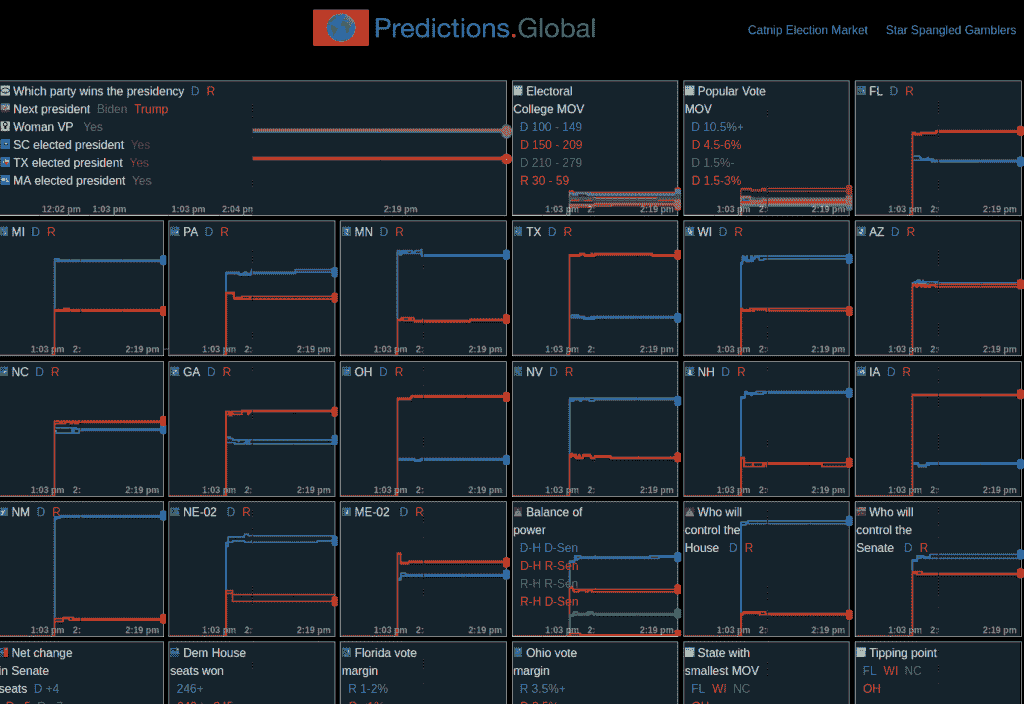 Predictions.Global
Catnip Election Market Star Spangled Gamblers
Which party wins the presidency D R
Next president Biden Trump
Woman VP Yes
SC elected president Yes
TX elected president Yes
MA elected president Yes
12:02 pm 1:03 pm 1:03 pm 2:04 pm 2:19 pm
Electoral
College MOV
D 100 - 149
D 150 - 209
D 210 - 279
R 30 - 59
1:03 pm 2: 2:19 pm
Popular Vote
MOV
D 10.5%+
D 4.5-6%
D 1.5%-
D 1.5-3%
1:03 pm 2: 2:19 pm
FL D R
1:03 pm 2: 2:19 pm
MI D R
1:03 pm 2: 2:19 pm
PA D R
1:03 pm 2: 2:19 pm
MN D R
1:03 pm 2: 2:19 pm
TX D R
1:03 pm 2: 2:19 pm
WI D R
1:03 pm 2: 2:19 pm
AZ D R
1:03 pm 2: 2:19 pm
NC D R
1:03 pm 2: 2:19 pm
GA D R
1:03 pm 2: 2:19 pm
OH D R
1:03 pm 2: 2:19 pm
NV D R
1:03 pm 2: 2:19 pm
NH D R
1:03 pm 2: 2:19 pm
IA D R
1:03 pm 2: 2:19 pm
NM D R
1:03 pm 2: 2:19 pm
NE-02 D R
1:03 pm 2: 2:19 pm
ME-02 D R
1:03 pm 2: 2:19 pm
Balance of
power
D-H D-Sen
D-H R-Sen
R-H R-Sen
R-H D-Sen
1:03 pm 2: 2:19 pm
Who will
control the
House D R
1:03 pm 2: 2:19 pm
Who will
control the
Senate D R
1:03 pm 2: 2:19 pm
Net change
in Senate
seats D +4
Dem House
seats won
246+
Florida vote
margin
R 1-2%
Ohio vote
margin
R 3.5%+
State with
smallest MOV
FL WI NC
Tipping point
FL WI NC
OH